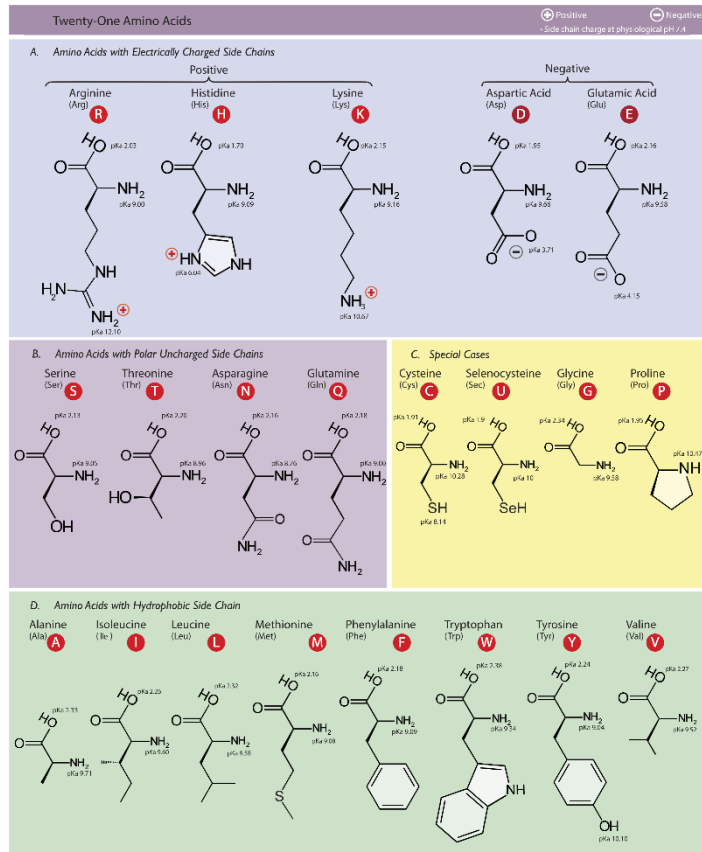 Twenty-One Amino Acids
+ Positive
− Negative
- Side chain charge at physological pH 7.4
A. Amino Acids with Electrically Charged Side Chains
Positive
Negative
Arginine
(Arg)
R
Histidine
(His)
H
Lysine
(Lys)
K
Aspartic Acid
(Asp)
D
Glutamic Acid
(Glu)
E
pKa 2.03
HO
O
NH2
pKa 9.00
NH
H2N
NH2
+
pKa 12.10
pKa 1.70
HO
O
NH2
pKa 9.09
+
NH
NH
pKa 6.04
pKa 2.15
HO
O
NH2
pKa 9.16
NH3
+
pKa 10.67
pKa 1.95
HO
O
NH2
pKa 9.66
O
O
−
pKa 3.71
pKa 2.16
HO
O
NH2
pKa 9.58
−
O
O
pKa 4.15
B. Amino Acids with Polar Uncharged Side Chains
Serine
(Ser)
S
Threonine
(Thr)
T
Asparagine
(Asn)
N
Glutamine
(Gln)
Q
pKa 2.13
HO
O
pKa 9.05
NH2
OH
pKa 2.20
HO
O
pKa 8.96
NH2
HO
pKa 2.16
HO
O
pKa 8.76
NH2
O
NH2
pKa 2.18
HO
O
pKa 9.00
NH2
O
NH2
C. Special Cases
Cysteine
(Cys)
C
Selenocysteine
(Sec)
U
Glycine
(Gly)
G
Proline
(Pro)
P
pKa 1.91
HO
O
NH2
pKa 10.28
SH
pKa 8.14
pKa 1.9
HO
O
NH2
pKa 10
SeH
pKa 2.34
HO
O
NH2
pKa 9.58
pKa 1.95
HO
O
pKa 10.47
NH
D. Amino Acids with Hydrophobic Side Chain
Alanine
(Ala)
A
Isoleucine
(Ile)
I
Leucine
(Leu)
L
Methionine
(Met)
M
Phenylalanine
(Phe)
F
Tryptophan
(Trp)
W
Tyrosine
(Tyr)
Y
Valine
(Val)
V
pKa 2.33
HO
O
NH2
pKa 9.71
pKa 2.26
HO
O
NH2
pKa 9.60
pKa 2.32
HO
O
NH2
pKa 9.58
pKa 2.16
HO
O
NH2
pKa 9.08
S
pKa 2.18
HO
O
NH2
pKa 9.09
pKa 2.38
HO
O
NH2
pKa 9.34
NH
pKa 2.24
HO
O
NH2
pKa 9.04
OH
pKa 10.10
pKa 2.27
HO
O
NH2
pKa 9.52